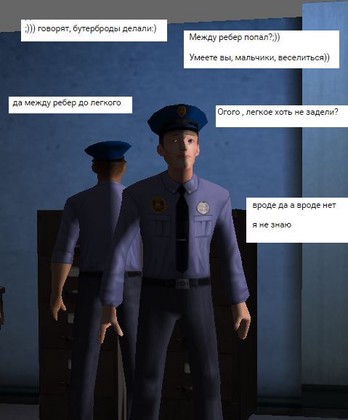 ;))) говорят, бутерброды делали:)
Между ребер попал?;))
Умеете вы, мальчики, веселиться))
да между ребер до легкого
Огого , легкое хоть не задели?
вроде да а вроде нет
я не знаю